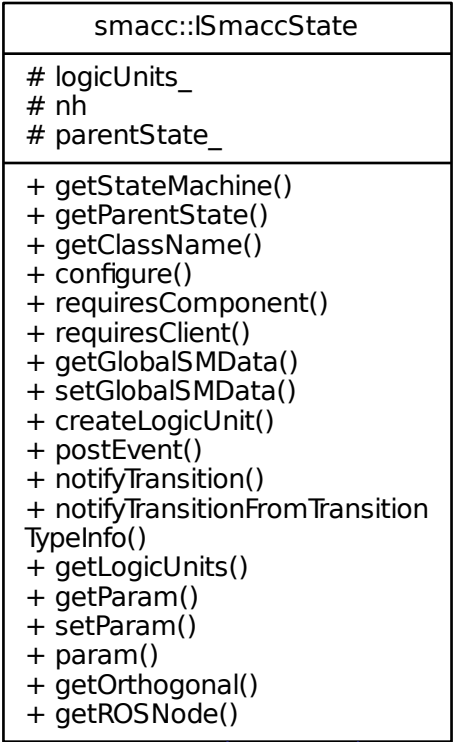 smacc::ISmaccState
# logicUnits_
# nh
# parentState_
+ getStateMachine()
+ getParentState()
+ getClassName()
+ configure()
+ requiresComponent()
+ requiresClient()
+ getGlobalSMData()
+ setGlobalSMData()
+ createLogicUnit()
+ postEvent()
+ notifyTransition()
+ notifyTransitionFromTransition
TypeInfo()
+ getLogicUnits()
+ getParam()
+ setParam()
+ param()
+ getOrthogonal()
+ getROSNode()